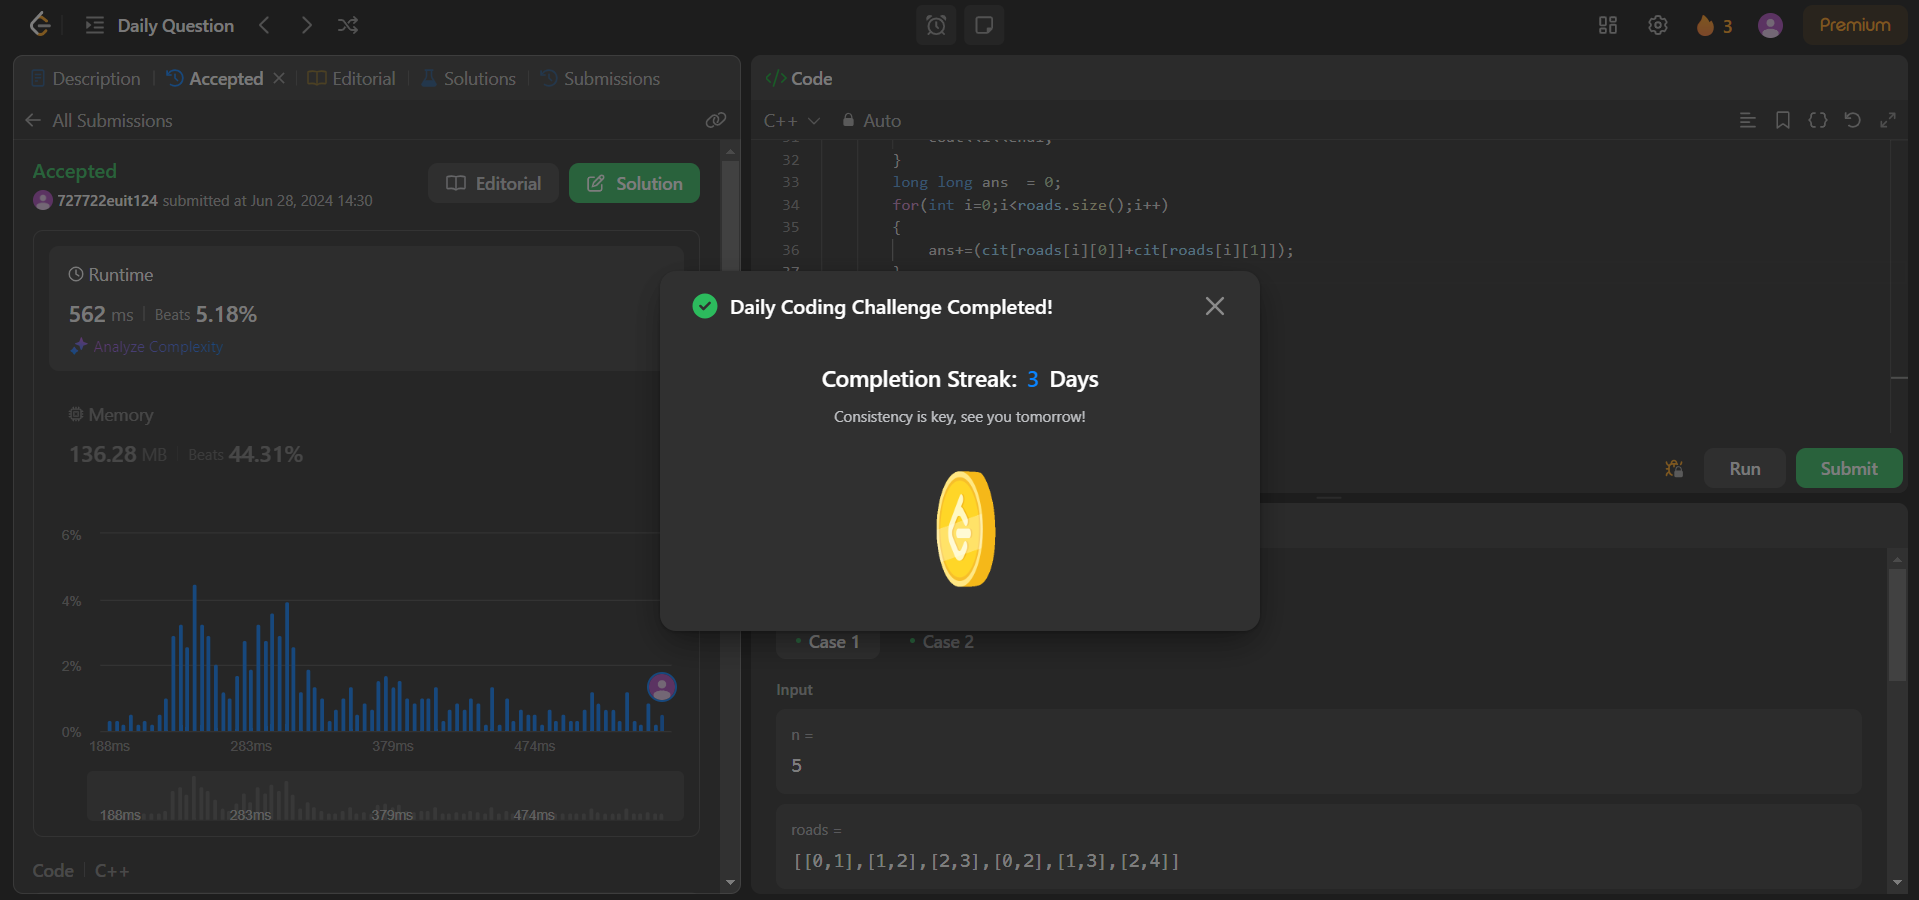 Daily Question
3
Premium
Description
Accepted
Editorial
Solutions
Submissions
All Submissions
Accepted
727722euit124 submitted at Jun 28, 2024 14:30
Editorial
Solution
Runtime
562 ms
Beats 5.18%
Analyze Complexity
Memory
136.28 MB
Beats 44.31%
6%
4%
2%
0%
188ms 283ms 379ms 474ms
188ms 283ms 379ms 474ms
Code
C++
</> Code
C++
Auto
32 }
33 long long ans  = 0;
34 for(int i=0;i<roads.size();i++)
35 {
36 ans+=(cit[roads[i][0]]+cit[roads[i][1]]);
37 }
Daily Coding Challenge Completed!
Completion Streak: 3 Days
Consistency is key, see you tomorrow!
Run
Submit
Case 1
Case 2
Input
n =
5
roads =
[[0,1],[1,2],[2,3],[0,2],[1,3],[2,4]]